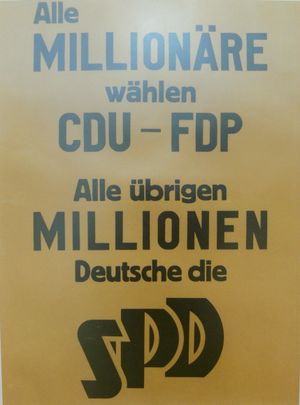 Alle
MILLIONÄRE
wählen
CDU – FDP
Alle übrigen
MILLIONEN
Deutsche die
SPD